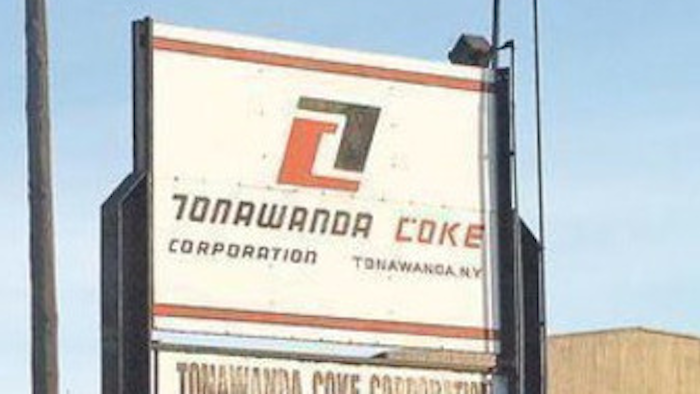 TONAWANDA COKE
CORPORATION TONAWANDA, N.Y.
TONAWANDA COKE CORPORATION